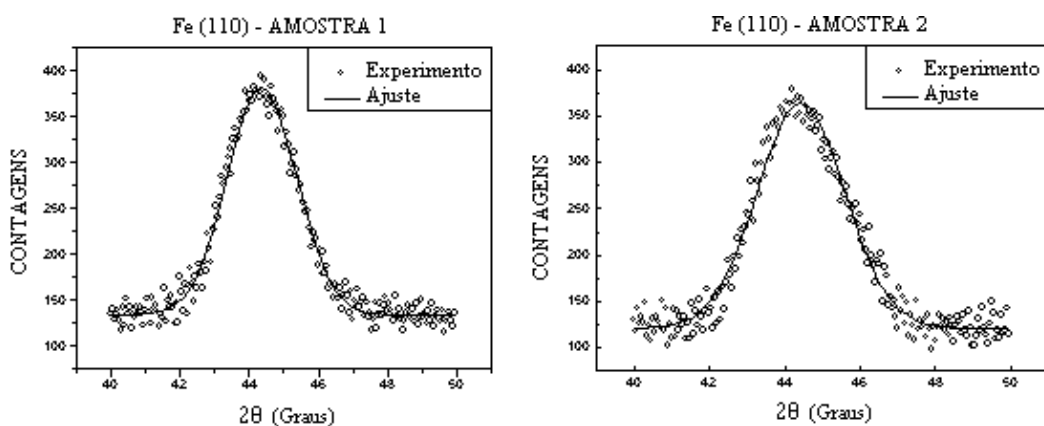 Fe (110) - AMOSTRA 1
Experimento
Ajuste
CONTAGENS
400
350
300
250
200
150
100
40 42 44 46 48 50
2θ (Graus)
Fe (110) - AMOSTRA 2
Experimento
Ajuste
CONTAGENS
400
350
300
250
200
150
100
40 42 44 46 48 50
2θ (Graus)